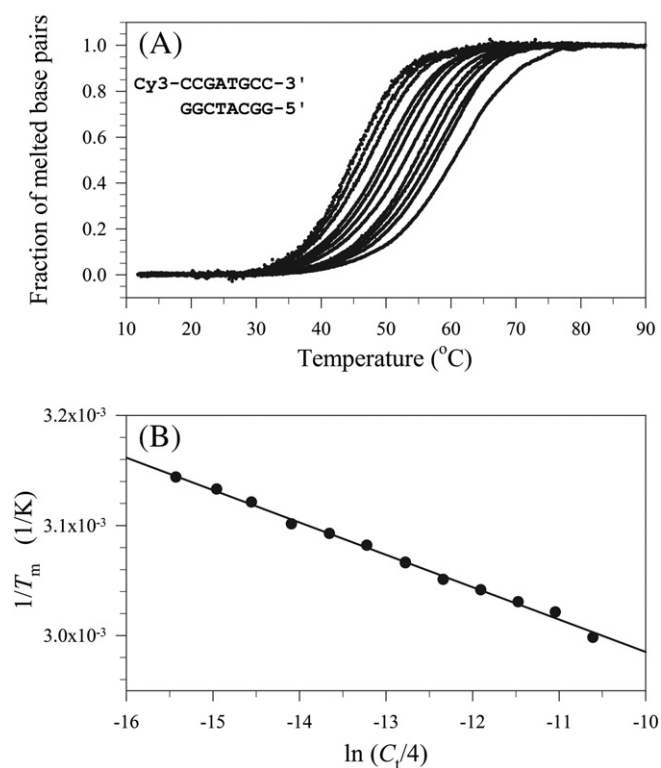 (A)
Cy3-CCGATGCC-3'
GGCTACGG-5'
Fraction of melted base pairs
1.0
0.8
0.6
0.4
0.2
0.0
10 20 30 40 50 60 70 80 90
Temperature (°C)
(B)
1/Tm (1/K)
3.2x10-3
3.1x10-3
3.0x10-3
-16 -15 -14 -13 -12 -11 -10
ln (Ct/4)